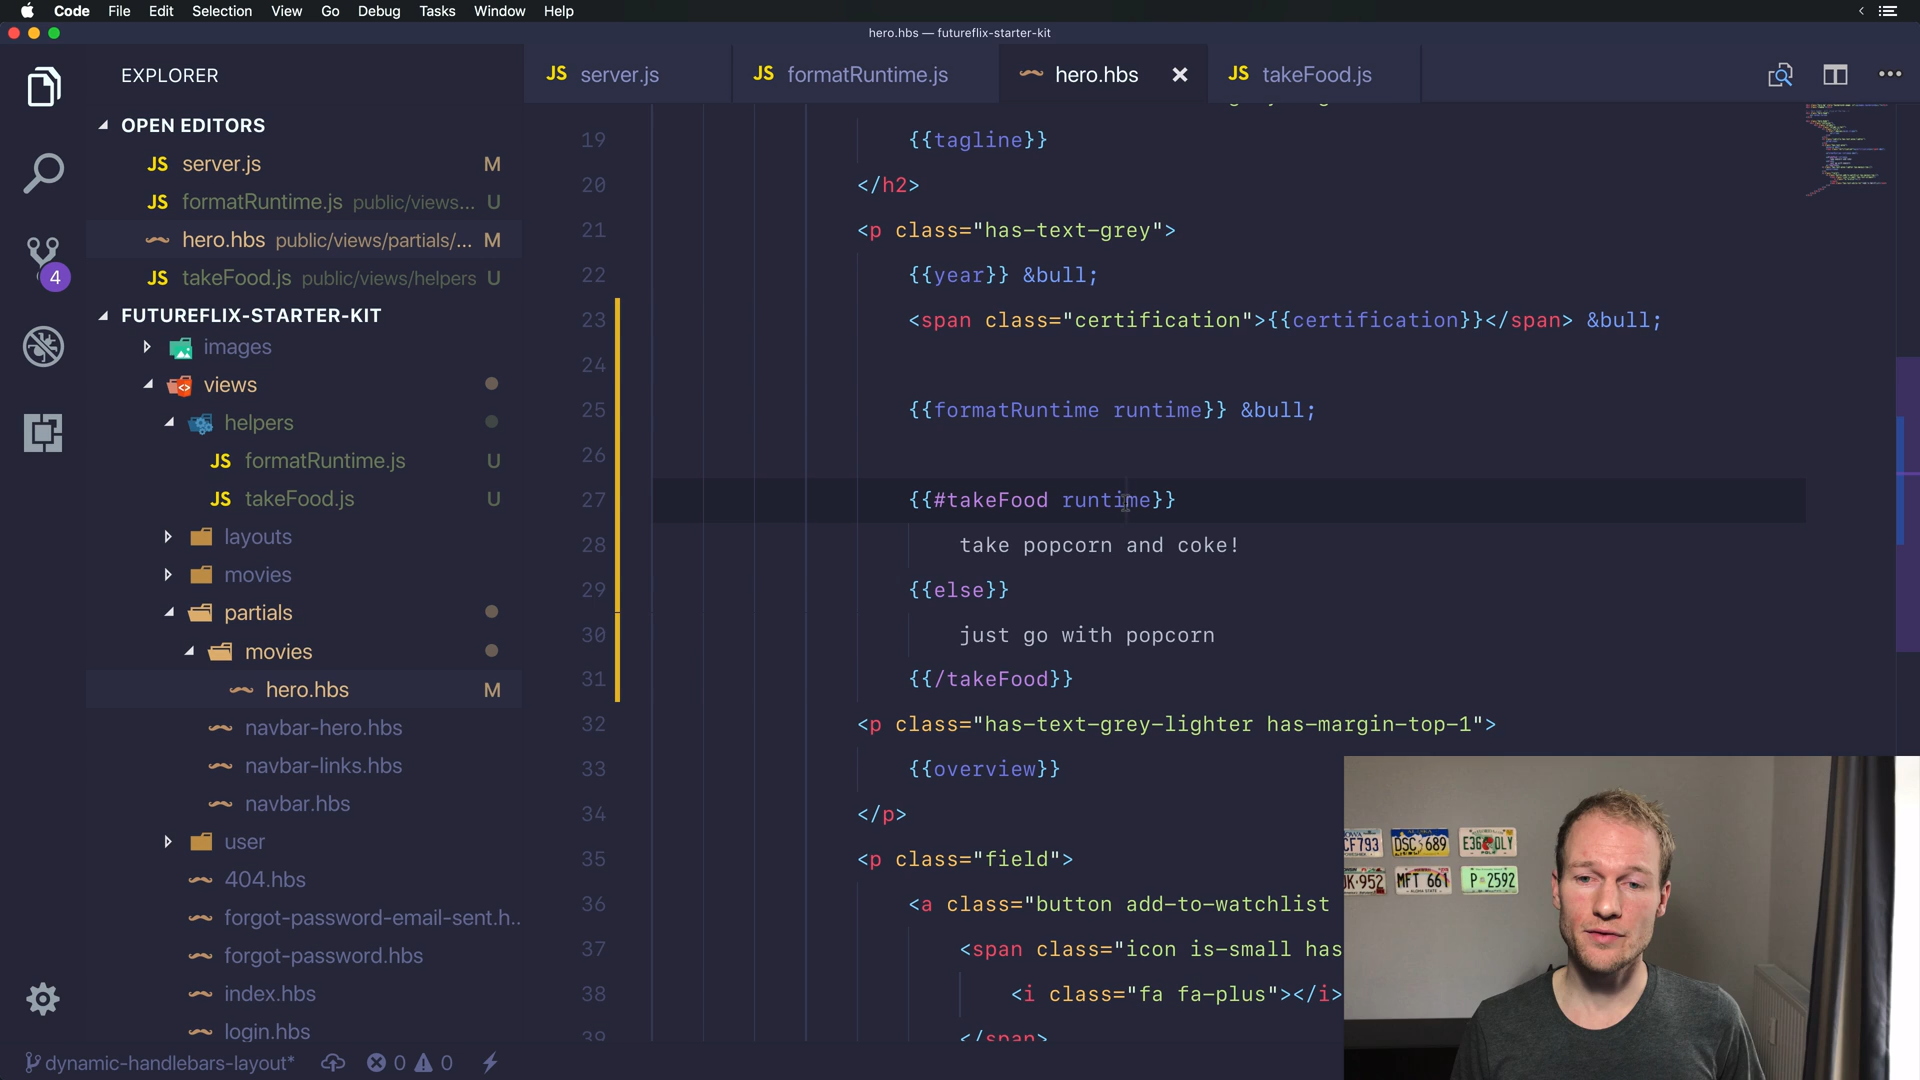 Code File Edit Selection View Go Debug Tasks Window Help
hero.hbs — futureflix-starter-kit
EXPLORER
JS server.js
JS formatRuntime.js
hero.hbs
JS takeFood.js
OPEN EDITORS
JS server.js M
JS formatRuntime.js public/views... U
hero.hbs public/views/partials/... M
JS takeFood.js public/views/helpers U
4
FUTUREFLIX-STARTER-KIT
images
views
helpers
JS formatRuntime.js U
JS takeFood.js U
layouts
movies
partials
movies
hero.hbs M
navbar-hero.hbs
navbar-links.hbs
navbar.hbs
user
404.hbs
forgot-password-email-sent.h..
forgot-password.hbs
index.hbs
login.hbs
19 {{tagline}}
20 </h2>
21 <p class="has-text-grey">
22 {{year}} &bull;
23 <span class="certification">{{certification}}</span> &bull;
24
25 {{formatRuntime runtime}} &bull;
26
27 {{#takeFood runtime}}
28 take popcorn and coke!
29 {{else}}
30 just go with popcorn
31 {{/takeFood}}
32 <p class="has-text-grey-lighter has-margin-top-1">
33 {{overview}}
34 </p>
35 <p class="field">
36 <a class="button add-to-watchlist
37 <span class="icon is-small has
38 <i class="fa fa-plus"></i>
39 </span>
CF793
DSC 689
MFT 661
P 2592
dynamic-handlebars-layout* 0 0